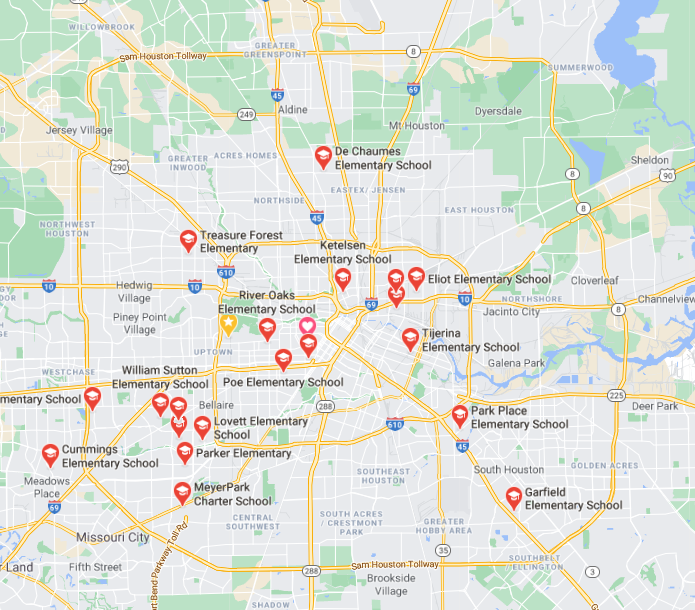 WILLOWBROOK
GREATER
GREENSPOINT
Sam Houston Tollway
8
SUMMERWOOD
45
69
249
Aldine
Dyersdale
Mt Houston
Jersey Village
290
GREATER
INWOOD
ACRES HOMES
De Chaumes
Elementary School
Sheldon
90
8
EASTEX/ JENSEN
NORTHSIDE
45
EAST HOUSTON
8
NORTHWEST
HOUSTON
Treasure Forest
Elementary
Ketelsen
Elementary School
610
10
10
Hedwig
Village
River Oaks
Elementary School
69
Eliot Elementary School
10
Cloverleaf
NORTHSHORE
Channelview
Jacinto City
8
Piney Point
Village
UPTOWN
Tijerina
Elementary School
Galena Park
WESTCHASE
William Sutton
Elementary School
Poe Elementary School
mentary School
Bellaire
288
225
Deer Park
Lovett Elementary
School
610
Park Place
Elementary School
45
Cummings
Elementary School
Parker Elementary
SOUTHEAST
HOUSTON
South Houston
GOLDEN ACRES
Meadows
Place
69
MeyerPark
Charter School
Garfield
Elementary School
CENTRAL
SOUTHWEST
SOUTH ACRES
/ CRESTMONT
PARK
GREATER
HOBBY AREA
Missouri City
35
r Land
Fifth Street
ort Bend Parkway Toll Rd
288
Sam Houston Tollway
SOUTHBELT
ELLINGTON
3
Brookside
Village
SHADOW